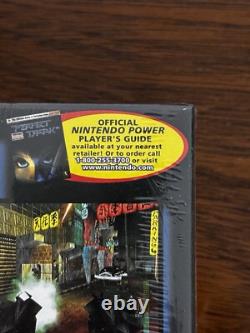 PERFECT DARK
OFFICIAL
NINTENDO POWER
PLAYER'S GUIDE
available at your nearest
retailer! Or to order call
1-800-255-3700 or visit
www.nintendo.com